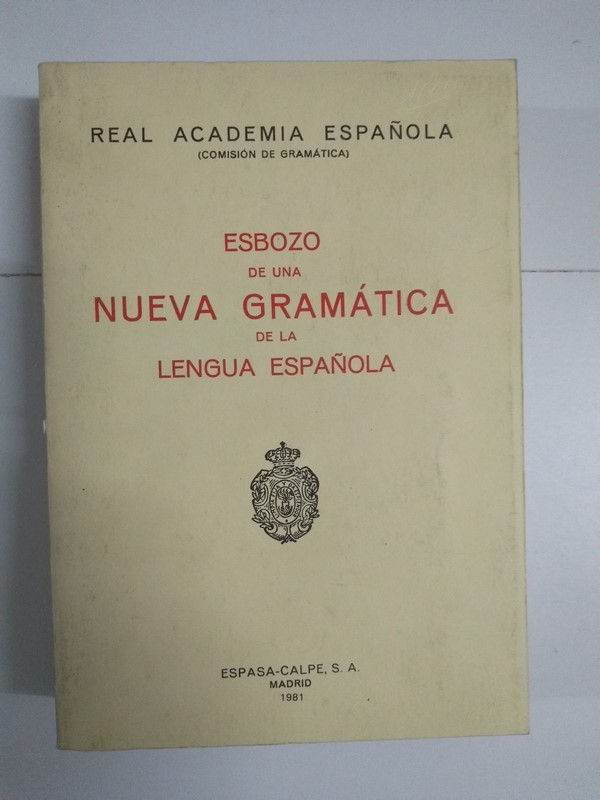 REAL ACADEMIA ESPAÑOLA
(COMISIÓN DE GRAMÁTICA)
ESBOZO
DE UNA
NUEVA GRAMÁTICA
DE LA
LENGUA ESPAÑOLA
ESPASA-CALPE, S. A.
MADRID
1981